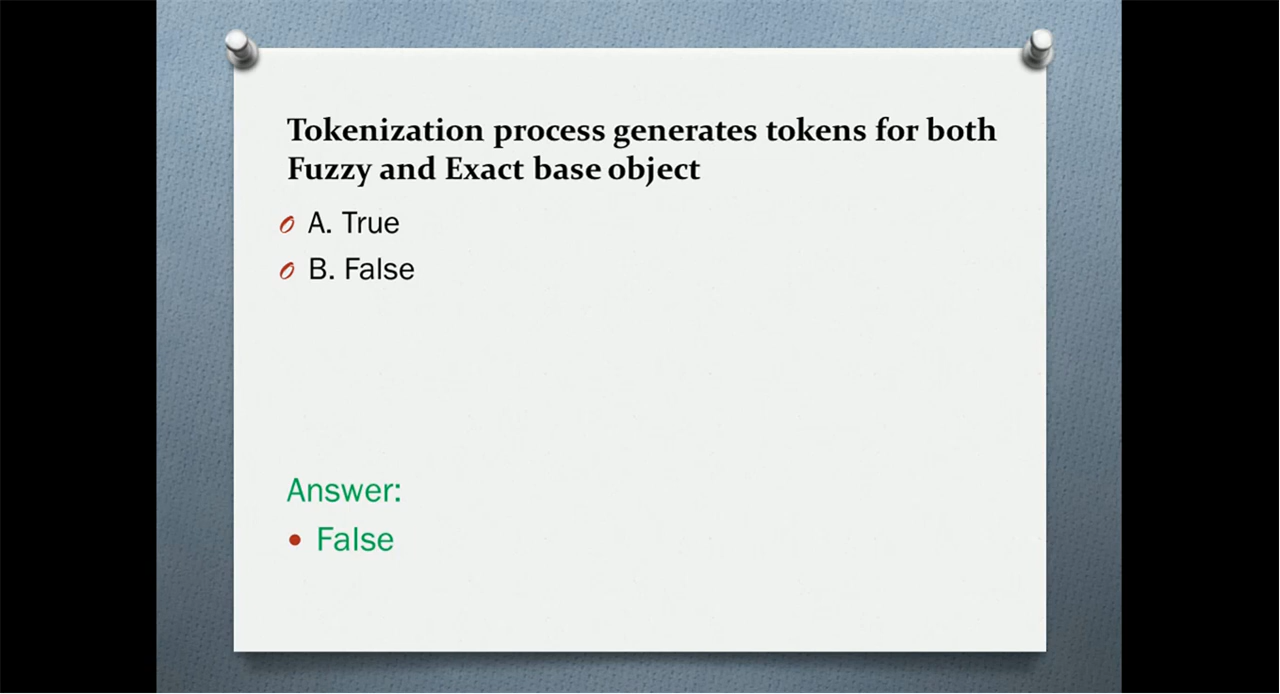 Tokenization process generates tokens for both
Fuzzy and Exact base object
A. True
B. False
Answer:
• False